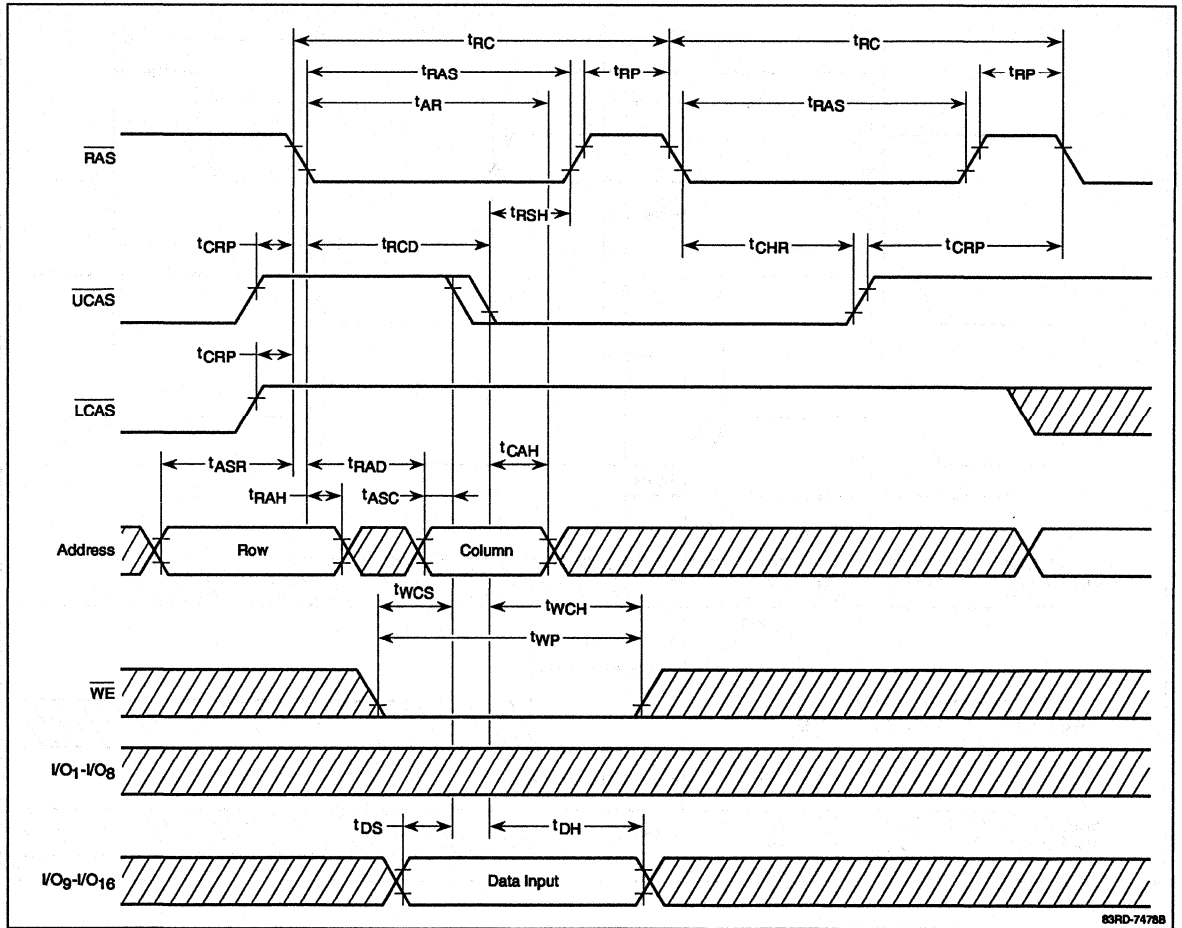 tRC tRC
tRAS tRP tRP
tAR tRAS
RAS
tRSH
tCRP tRCD tCHR tCRP
UCAS
tCRP
LCAS
tCAH
tASR tRAD
tRAH tASC
Address Row Column
tWCS tWCH
tWP
WE
I/O1-I/O8
tDS tDH
I/O9-I/O16 Data Input
83RD-7478B